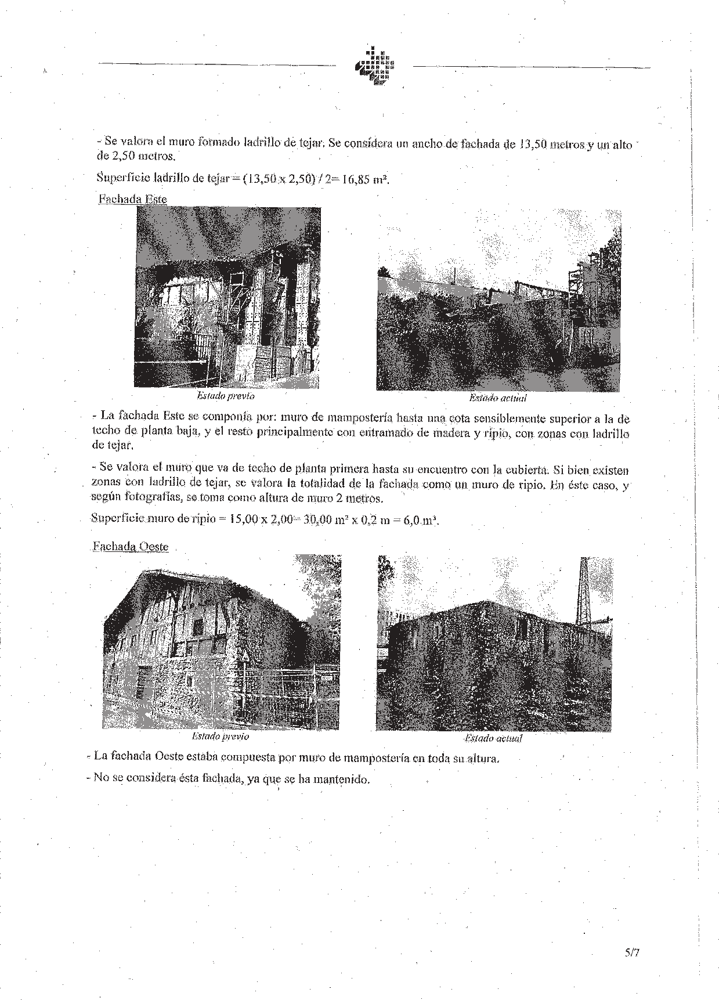 - Se valora el muro formado ladrillo de tejar. Se considera un ancho de fachada de 13,50 metros y un alto
de 2,50 metros.
Superficie ladrillo de tejar = (13,50 x 2,50) / 2= 16,85 m².
Fachada Este
Estado previo
Estado actual
- La fachada Este se componía por: muro de mampostería hasta una cota sensiblemente superior a la de
techo de planta baja, y el resto principalmente con entramado de madera y ripio, con zonas con ladrillo
de tejar.
- Se valora el muro que va de techo de planta primera hasta su encuentro con la cubierta. Si bien existen
zonas con ladrillo de tejar, se valora la totalidad de la fachada como un muro de ripio. En éste caso, y
según fotografías, se toma como altura de muro 2 metros.
Superficie muro de ripio = 15,00 x 2,00= 30,00 m² x 0,2 m = 6,0 m³.
Fachada Oeste
Estado previo
Estado actual
- La fachada Oeste estaba compuesta por muro de mampostería en toda su altura.
- No se considera ésta fachada, ya que se ha mantenido.
5/7